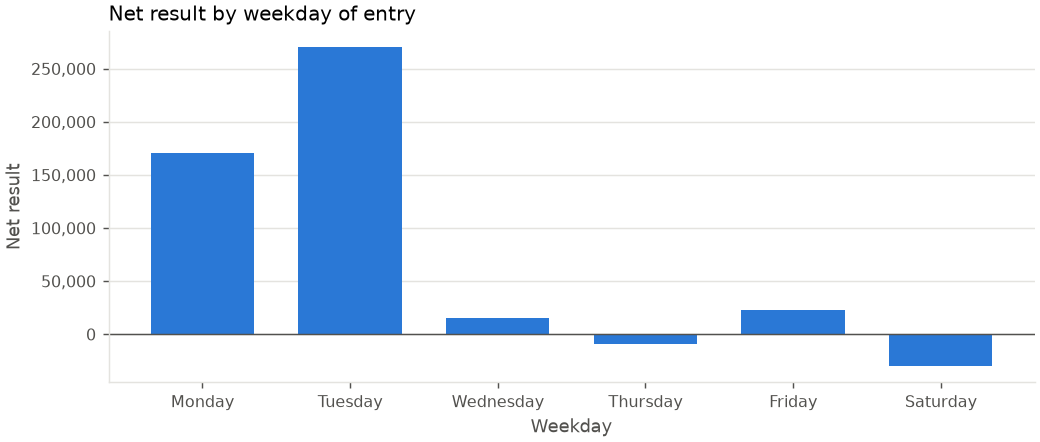 Net result by weekday of entry
250,000
200,000
150,000
100,000
50,000
0
Net result
Monday Tuesday Wednesday Thursday Friday Saturday
Weekday